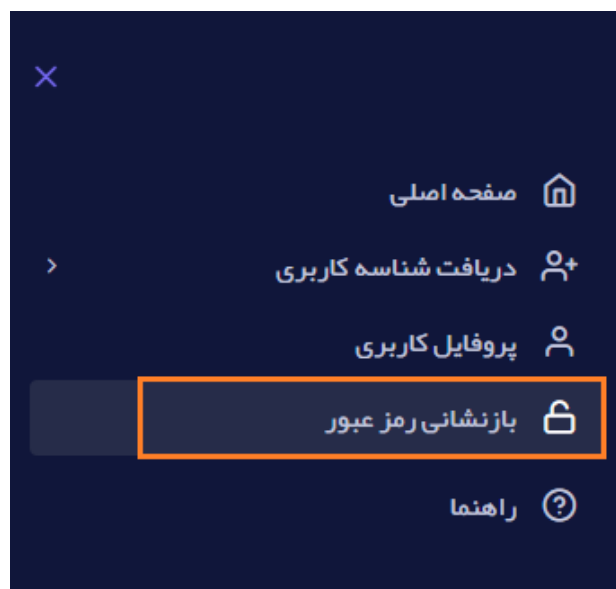 صفحه اصلی
دریافت شناسه کاربری
پروفایل کاربری
بازنشانی رمز عبور
راهنما